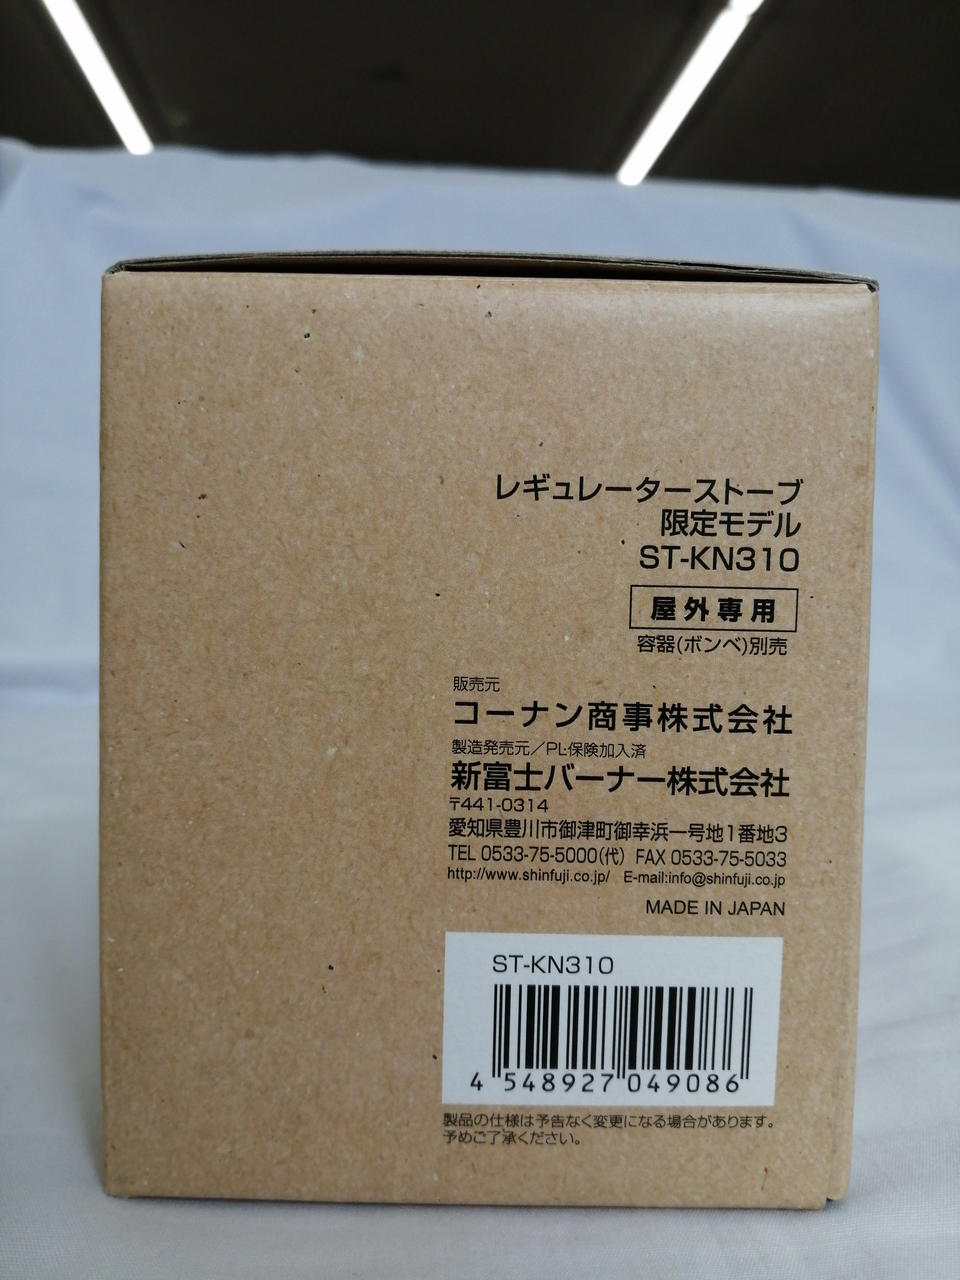 レギュレーターストーブ
限定モデル
ST-KN310
屋外専用
容器(ボンベ)別売
販売元
コーナン商事株式会社
製造発売元／PL保険加入済
新富士バーナー株式会社
〒441-0314
愛知県豊川市御津町御幸浜一号地1番地3
TEL 0533-75-5000(代) FAX 0533-75-5033
http://www.shinfuji.co.jp/ E-mail:info@shinfuji.co.jp
MADE IN JAPAN
ST-KN310
4 548927 049086
製品の仕様は予告なく変更になる場合があります。
予めご了承ください。